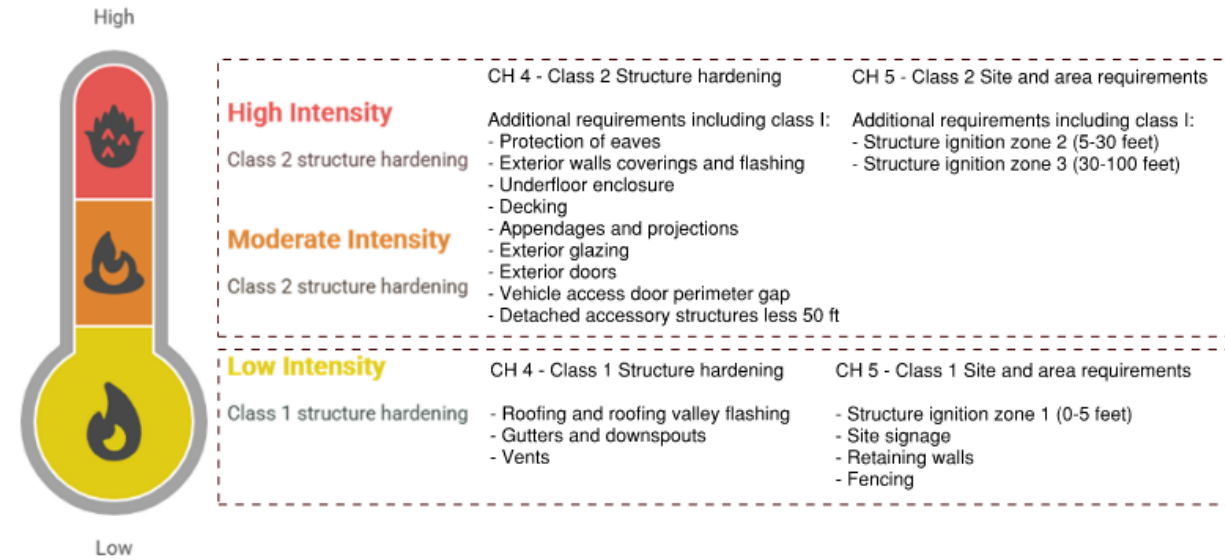 High
High Intensity
Class 2 structure hardening
Moderate Intensity
Class 2 structure hardening
CH 4 - Class 2 Structure hardening
Additional requirements including class I:
- Protection of eaves
- Exterior walls coverings and flashing
- Underfloor enclosure
- Decking
- Appendages and projections
- Exterior glazing
- Exterior doors
- Vehicle access door perimeter gap
- Detached accessory structures less 50 ft
CH 5 - Class 2 Site and area requirements
Additional requirements including class I:
- Structure ignition zone 2 (5-30 feet)
- Structure ignition zone 3 (30-100 feet)
Low Intensity
Class 1 structure hardening
CH 4 - Class 1 Structure hardening
- Roofing and roofing valley flashing
- Gutters and downspouts
- Vents
CH 5 - Class 1 Site and area requirements
- Structure ignition zone 1 (0-5 feet)
- Site signage
- Retaining walls
- Fencing
Low